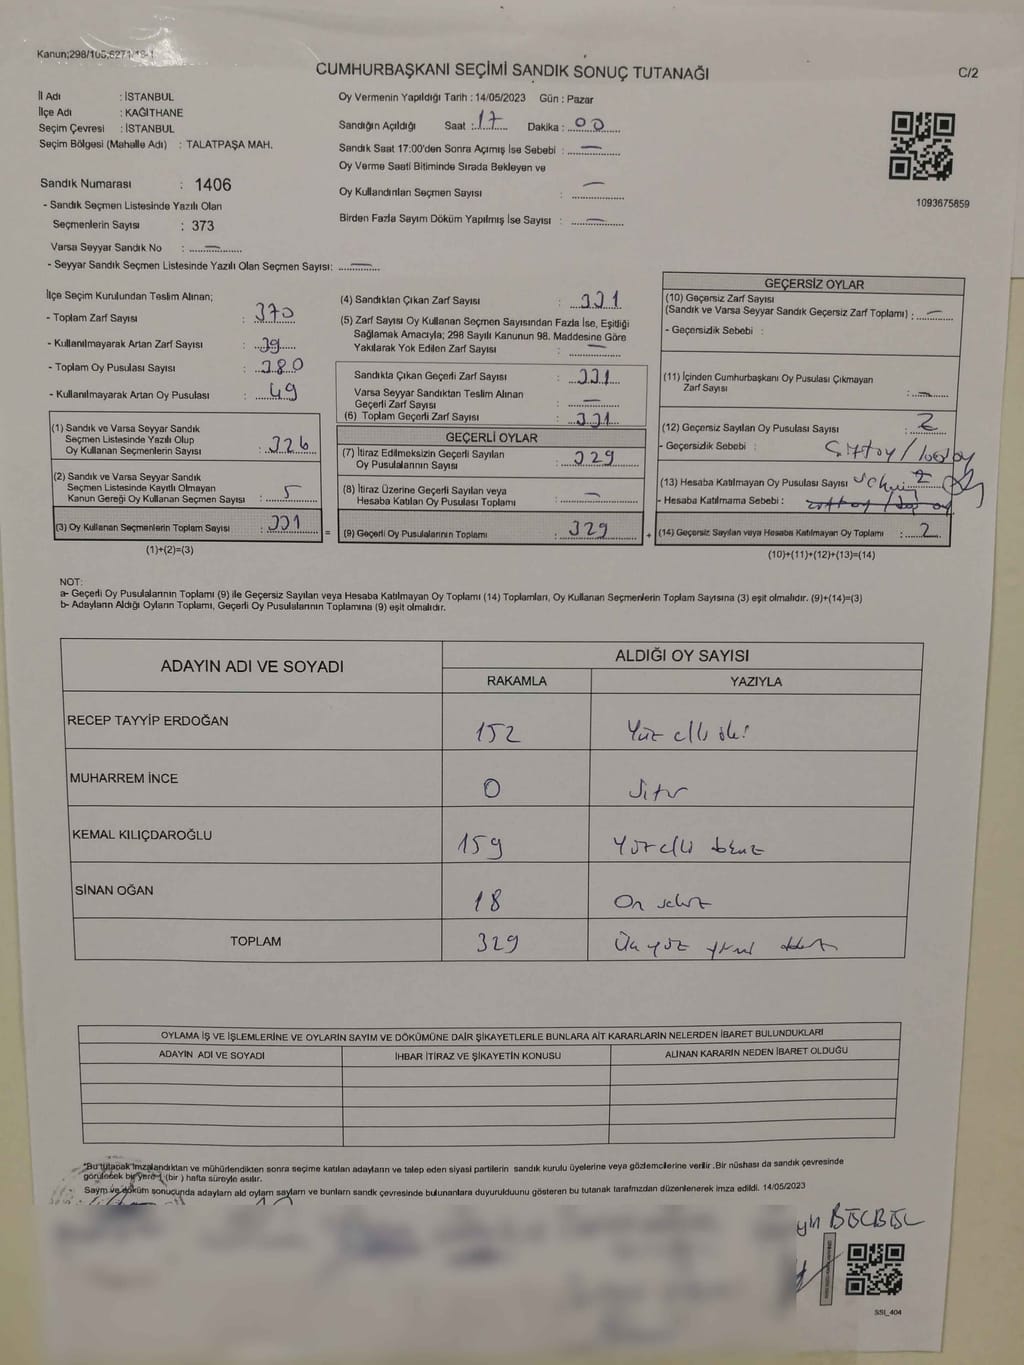 Kanun;298/105;6271/18-1
CUMHURBAŞKANI SEÇİMİ SANDIK SONUÇ TUTANAĞI
C/2
İl Adı : İSTANBUL
İlçe Adı : KAĞITHANE
Seçim Çevresi : İSTANBUL
Seçim Bölgesi (Mahalle Adı) : TALATPAŞA MAH.
Sandık Numarası : 1406
- Sandık Seçmen Listesinde Yazılı Olan
Seçmenlerin Sayısı : 373
Varsa Seyyar Sandık No : —
- Seyyar Sandık Seçmen Listesinde Yazılı Olan Seçmen Sayısı: —
Oy Vermenin Yapıldığı Tarih : 14/05/2023 Gün : Pazar
Sandığın Açıldığı Saat : 17 Dakika : 00
Sandık Saat 17:00'den Sonra Açımış İse Sebebi : —
Oy Verme Saati Bitiminde Sırada Bekleyen ve
Oy Kullandırılan Seçmen Sayısı : —
Birden Fazla Sayım Döküm Yapılmış İse Sayısı : —
1093675859
İlçe Seçim Kurulundan Teslim Alınan;
- Toplam Zarf Sayısı : 370
- Kullanılmayarak Artan Zarf Sayısı : 39
- Toplam Oy Pusulası Sayısı : 380
- Kullanılmayarak Artan Oy Pusulası : 49
(1) Sandık ve Varsa Seyyar Sandık
Seçmen Listesinde Yazılı Olup
Oy Kullanan Seçmenlerin Sayısı : 326
(2) Sandık ve Varsa Seyyar Sandık
Seçmen Listesinde Kayıtlı Olmayan
Kanun Gereği Oy Kullanan Seçmen Sayısı : 5
(3) Oy Kullanan Seçmenlerin Toplam Sayısı : 331
(1)+(2)=(3)
=
(4) Sandıktan Çıkan Zarf Sayısı : 331
(5) Zarf Sayısı Oy Kullanan Seçmen Sayısından Fazla İse, Eşitliği
Sağlamak Amacıyla; 298 Sayılı Kanunun 98. Maddesine Göre
Yakılarak Yok Edilen Zarf Sayısı : —
Sandıkta Çıkan Geçerli Zarf Sayısı : 331
Varsa Seyyar Sandıktan Teslim Alınan
Geçerli Zarf Sayısı : —
(6) Toplam Geçerli Zarf Sayısı : 331
GEÇERLİ OYLAR
(7) İtiraz Edilmeksizin Geçerli Sayılan
Oy Pusulalarının Sayısı : 329
(8) İtiraz Üzerine Geçerli Sayılan veya
Hesaba Katılan Oy Pusulası Toplamı : —
(9) Geçerli Oy Pusulalarının Toplamı : 329
+
GEÇERSİZ OYLAR
(10) Geçersiz Zarf Sayısı
(Sandık ve Varsa Seyyar Sandık Geçersiz Zarf Toplamı) : —
- Geçersizlik Sebebi :
(11) İçinden Cumhurbaşkanı Oy Pusulası Çıkmayan
Zarf Sayısı : —
(12) Geçersiz Sayılan Oy Pusulası Sayısı : 2
- Geçersizlik Sebebi :
(13) Hesaba Katılmayan Oy Pusulası Sayısı 2
- Hesaba Katılmama Sebebi :
(14) Geçersiz Sayılan veya Hesaba Katılmayan Oy Toplamı : 2
(10)+(11)+(12)+(13)=(14)
NOT:
a- Geçerli Oy Pusulalarının Toplamı (9) ile Geçersiz Sayılan veya Hesaba Katılmayan Oy Toplamı (14) Toplamları, Oy Kullanan Seçmenlerin Toplam Sayısına (3) eşit olmalıdır. (9)+(14)=(3)
b- Adayların Aldığı Oyların Toplamı, Geçerli Oy Pusulalarının Toplamına (9) eşit olmalıdır.
ADAYIN ADI VE SOYADI ALDIĞI OY SAYISI
RAKAMLA YAZIYLA
RECEP TAYYİP ERDOĞAN 152 Yüz elli iki
MUHARREM İNCE 0 Sıfır
KEMAL KILIÇDAROĞLU 159 Yüz elli dokuz
SİNAN OĞAN 18 On sekiz
TOPLAM 329 Üç yüz yirmi dokuz
OYLAMA İŞ VE İŞLEMLERİNE VE OYLARIN SAYIM VE DÖKÜMÜNE DAİR ŞİKAYETLERLE BUNLARA AİT KARARLARIN NELERDEN İBARET BULUNDUKLARI
ADAYIN ADI VE SOYADI İHBAR İTİRAZ VE ŞİKAYETİN KONUSU ALINAN KARARIN NEDEN İBARET OLDUĞU
*Bu tutanak imzalandıktan ve mühürlendikten sonra seçime katılan adayların ve talep eden siyasi partilerin sandık kurulu üyelerine veya gözlemcilerine verilir .Bir nüshası da sandık çevresinde
görülecek bir yere 1 (bir ) hafta süreyle asılır.
Sayım ve döküm sonucunda adayların ald oyların sayların ve bunların sandık çevresinde bulunanlara duyurulduunu gösteren bu tutanak tarafımızdan düzenlenerek imza edildi. 14/05/2023
SSI_404